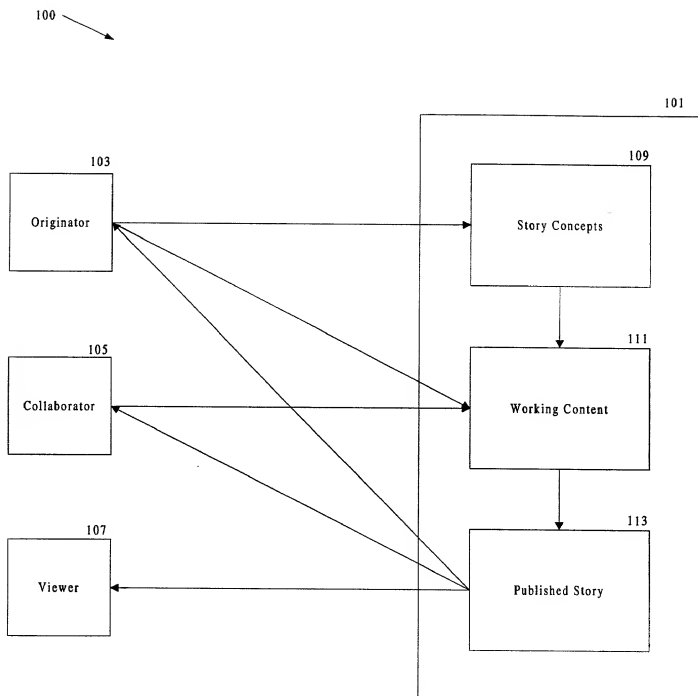 100
101
103
109
Originator
Story Concepts
105
111
Collaborator
Working Content
107
113
Viewer
Published Story